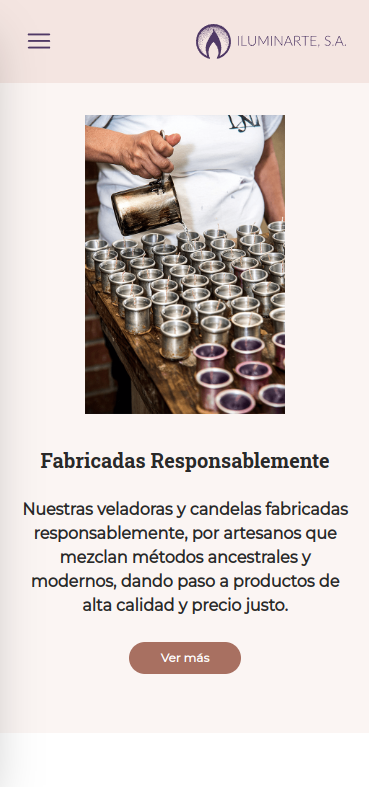 ILUMINARTE, S.A.
Fabricadas Responsablemente
Nuestras veladoras y candelas fabricadas
responsablemente, por artesanos que
mezclan métodos ancestrales y
modernos, dando paso a productos de
alta calidad y precio justo.
Ver más